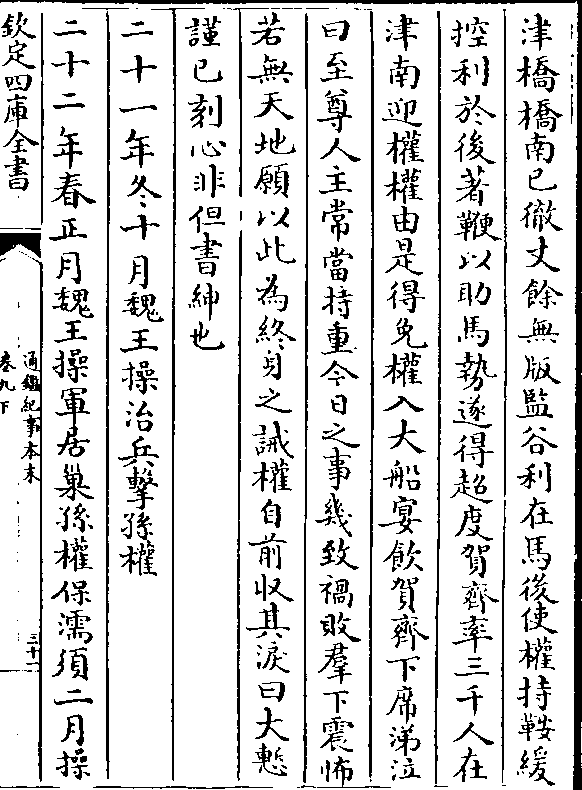 津橋橋南已徹丈餘無版監谷利在馬後使權持鞍緩
控利於後著鞭以助馬勢遂得超度賀齊率三千人在
津南迎權權由是得免權入大船宴飲賀齊下席涕泣
曰至尊人主常當持重今日之事幾致禍敗羣下震怖
若無天地願以此為終身之誡權自前收其淚曰大慙
謹已刻心非但書紳也
二十一年冬十月魏王操治兵擊孫權
二十二年春正月魏王操軍居巢孫權保濡須二月操
欽定四庫全書
通鑑紀事本末
卷九下
三十一